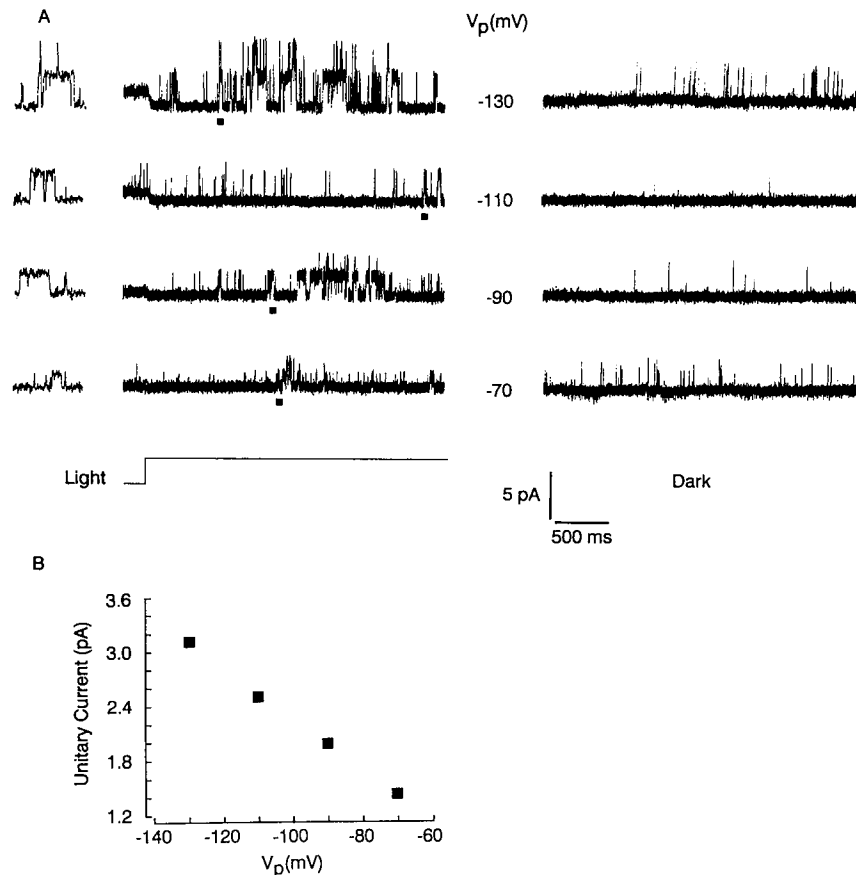 A
Vp(mV)
-130
-110
-90
-70
Light
5 pA
500 ms
Dark
B
3.6
3.0
2.4
1.8
1.2
Unitary Current (pA)
-140 -120 -100 -80 -60
Vp(mV)